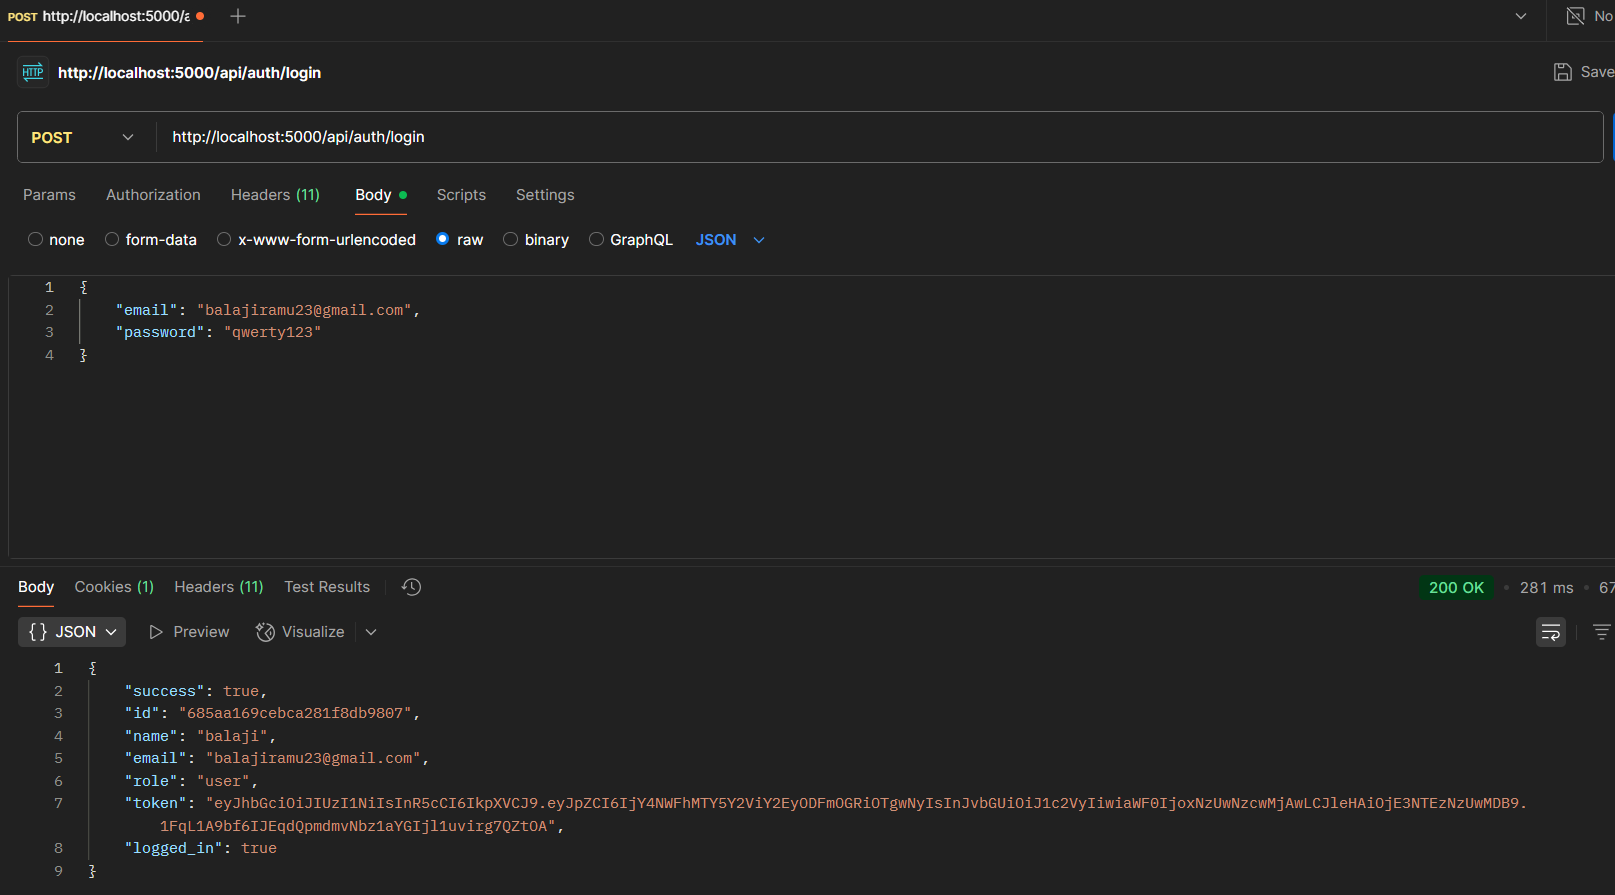 POST http://localhost:5000/a
No
HTTP http://localhost:5000/api/auth/login
Save
POST http://localhost:5000/api/auth/login
Params Authorization Headers (11) Body Scripts Settings
none form-data x-www-form-urlencoded raw binary GraphQL JSON
1 {
2 "email": "balajiramu23@gmail.com",
3 "password": "qwerty123"
4 }
Body Cookies (1) Headers (11) Test Results 200 OK • 281 ms • 67
{} JSON Preview Visualize
1 {
2 "success": true,
3 "id": "685aa169cebca281f8db9807",
4 "name": "balaji",
5 "email": "balajiramu23@gmail.com",
6 "role": "user",
7 "token": "eyJhbGciOiJIUzI1NiIsInR5cCI6IkpXVCJ9.eyJpZCI6IjY4NWFhMTY5Y2ViY2EyODFmOGRiOTgwNyIsInJvbGUiOiJ1c2VyIiwiaWF0IjoxNzUwNzcwMjAwLCJleHAiOjE3NTEzNzUwMDB9.
1FqL1A9bf6IJEqdQpmdmvNbz1aYGIjl1uvirg7QZtOA",
8 "logged_in": true
9 }